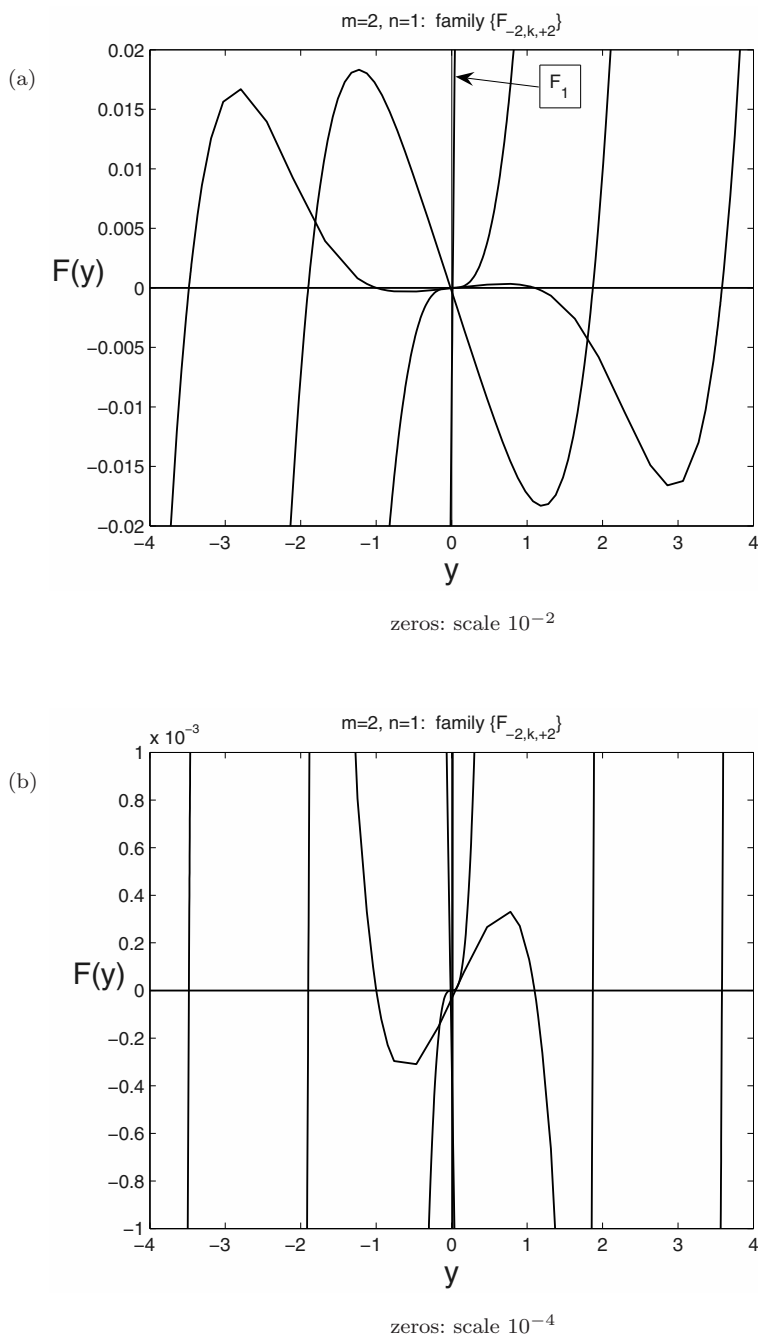 m=2, n=1: family {F_{-2,k,+2}}
(a)
0.02
0.015
0.01
0.005
F(y)
0
−0.005
−0.01
−0.015
−0.02
F_1
−4 −3 −2 −1 0 1 2 3 4
y
zeros: scale 10^{−2}
m=2, n=1: family {F_{-2,k,+2}}
x 10^{−3}
(b)
1
0.8
0.6
0.4
0.2
F(y)
0
−0.2
−0.4
−0.6
−0.8
−1
−4 −3 −2 −1 0 1 2 3 4
y
zeros: scale 10^{−4}